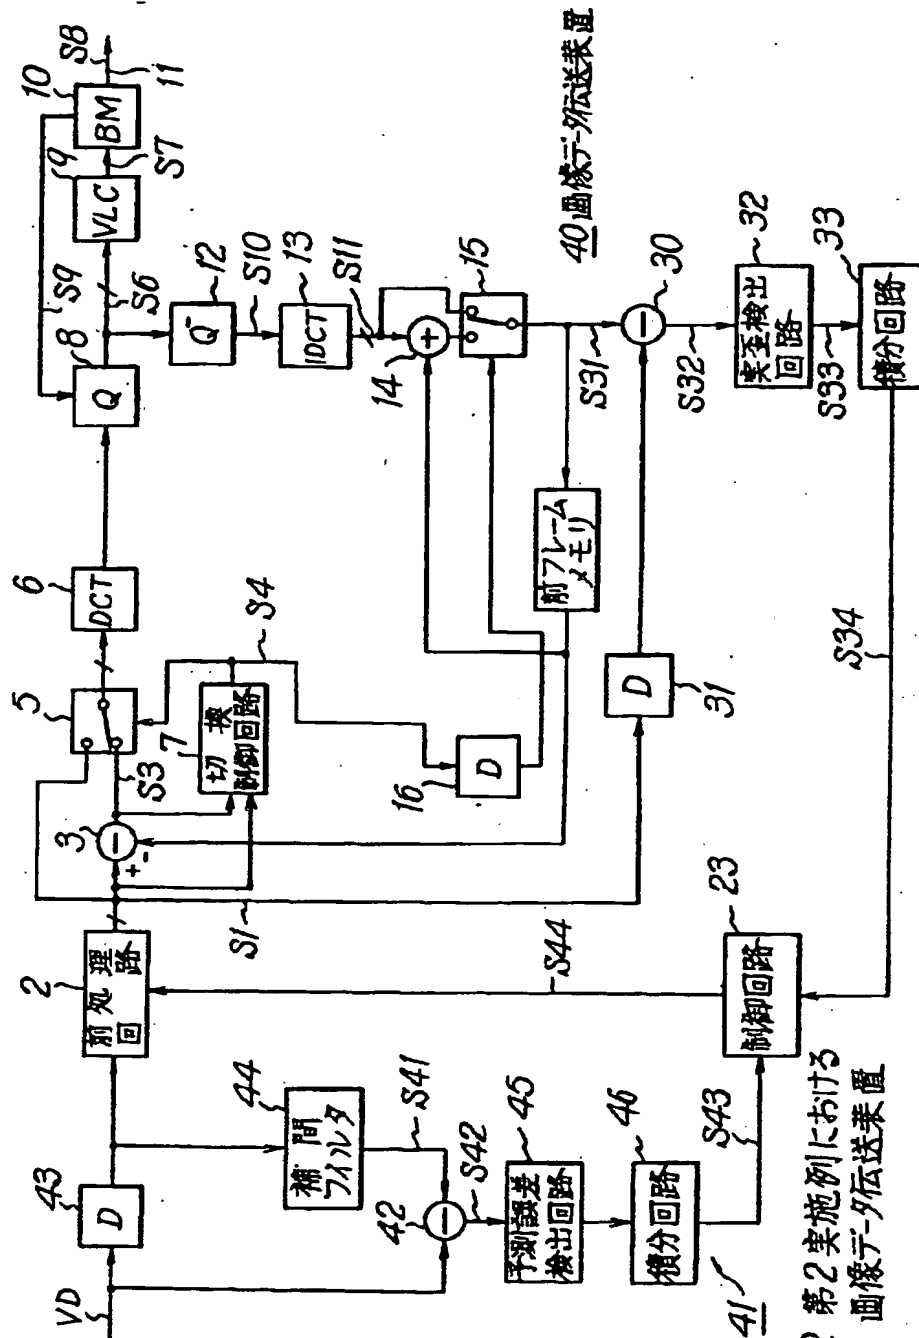 VD
43
D
2
前処理
回路
S1
3
+
-
−
S3
5
6
DCT
8
Q
S9
S6
9
VLC
S7
10
BM
S8
11
7
切換
制御回路
S4
12
Q⁻
S10
13
IDCT
S11
14
+
15
16
D
前フレーム
メモリ
S31
30
−
31
D
S32
32
実歪検出
回路
S33
33
積分回路
S34
40 画像データ伝送装置
44
補間
フィルタ
S41
42
−
S42
45
予測誤差
検出回路
46
積分回路
S43
23
制御回路
S44
41
第2実施例における
画像データ伝送装置